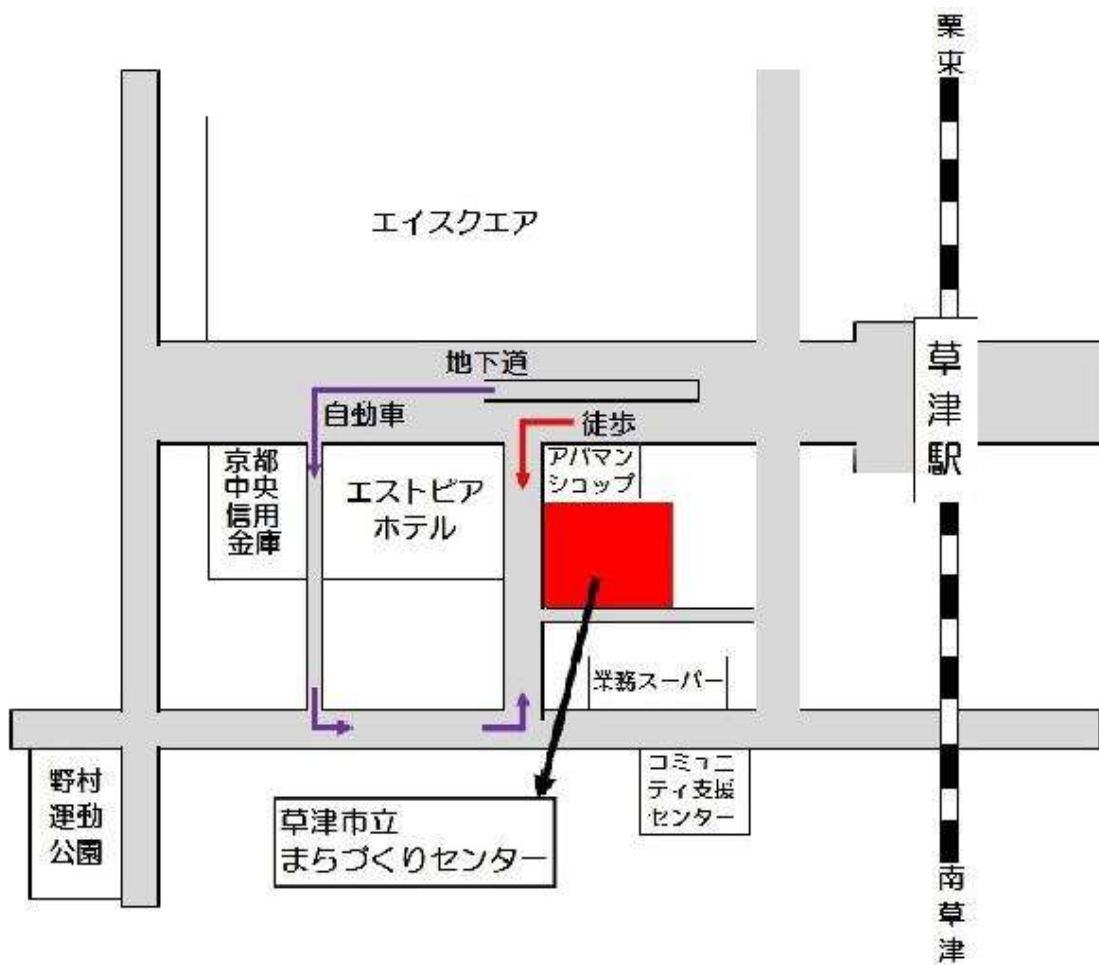 栗東
エイスクエア
地下道
草津駅
自動車
徒歩
京都
中央
信用
金庫
エストピア
ホテル
アパマン
ショップ
業務スーパー
野村
運動
公園
コミュニ
ティ支援
センター
草津市立
まちづくりセンター
南草津